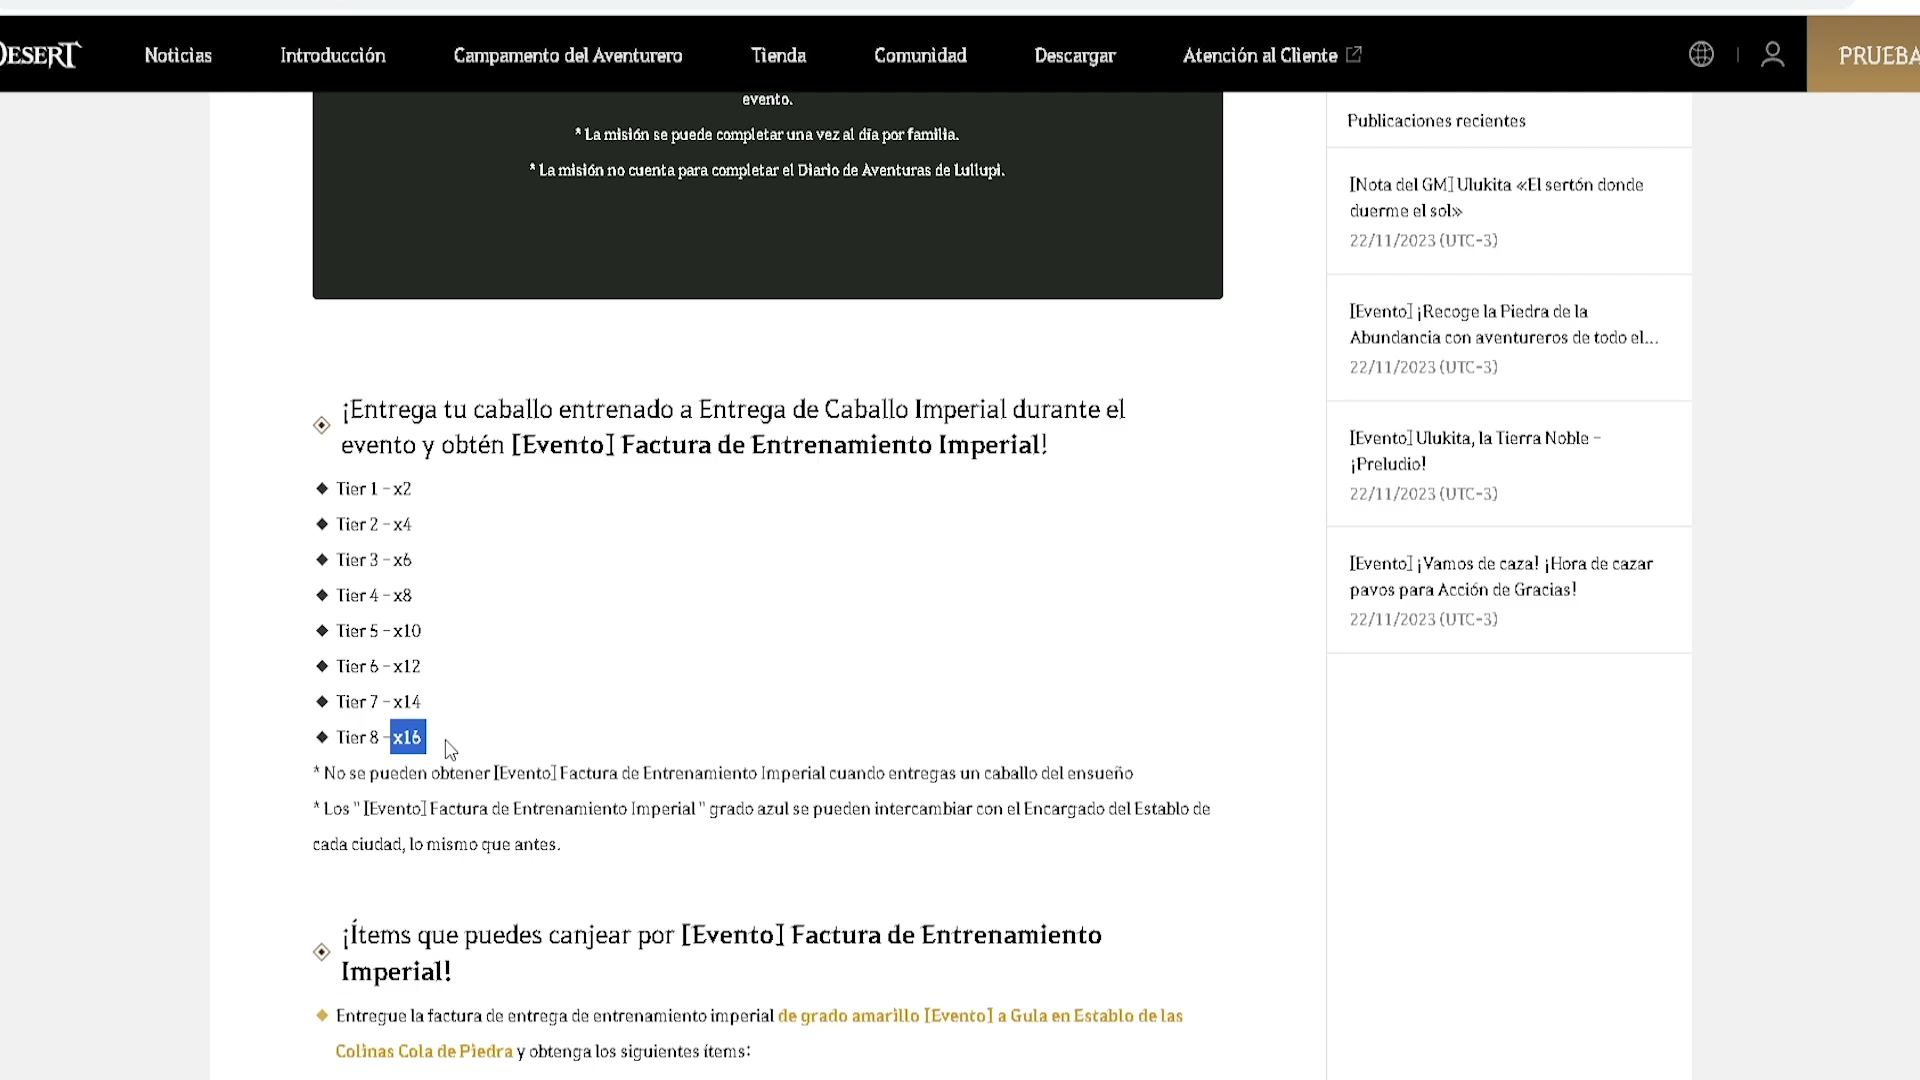 DESERT
Noticias
Introducción
Campamento del Aventurero
Tienda
Comunidad
Descargar
Atención al Cliente
PRUEBA
evento.
* La misión se puede completar una vez al día por familia.
* La misión no cuenta para completar el Diario de Aventuras de Lullupi.
¡Entrega tu caballo entrenado a Entrega de Caballo Imperial durante el
evento y obtén [Evento] Factura de Entrenamiento Imperial!
Tier 1 - x2
Tier 2 - x4
Tier 3 - x6
Tier 4 - x8
Tier 5 - x10
Tier 6 - x12
Tier 7 - x14
Tier 8 - x16
* No se pueden obtener [Evento] Factura de Entrenamiento Imperial cuando entregas un caballo del ensueño
* Los " [Evento] Factura de Entrenamiento Imperial " grado azul se pueden intercambiar con el Encargado del Establo de
cada ciudad, lo mismo que antes.
¡Ítems que puedes canjear por [Evento] Factura de Entrenamiento
Imperial!
Entregue la factura de entrega de entrenamiento imperial de grado amarillo [Evento] a Gula en Establo de las
Colinas Cola de Piedra y obtenga los siguientes ítems:
Publicaciones recientes
[Nota del GM] Ulukita «El sertón donde
duerme el sol»
22/11/2023 (UTC-3)
[Evento] ¡Recoge la Piedra de la
Abundancia con aventureros de todo el...
22/11/2023 (UTC-3)
[Evento] Ulukita, la Tierra Noble -
¡Preludio!
22/11/2023 (UTC-3)
[Evento] ¡Vamos de caza! ¡Hora de cazar
pavos para Acción de Gracias!
22/11/2023 (UTC-3)